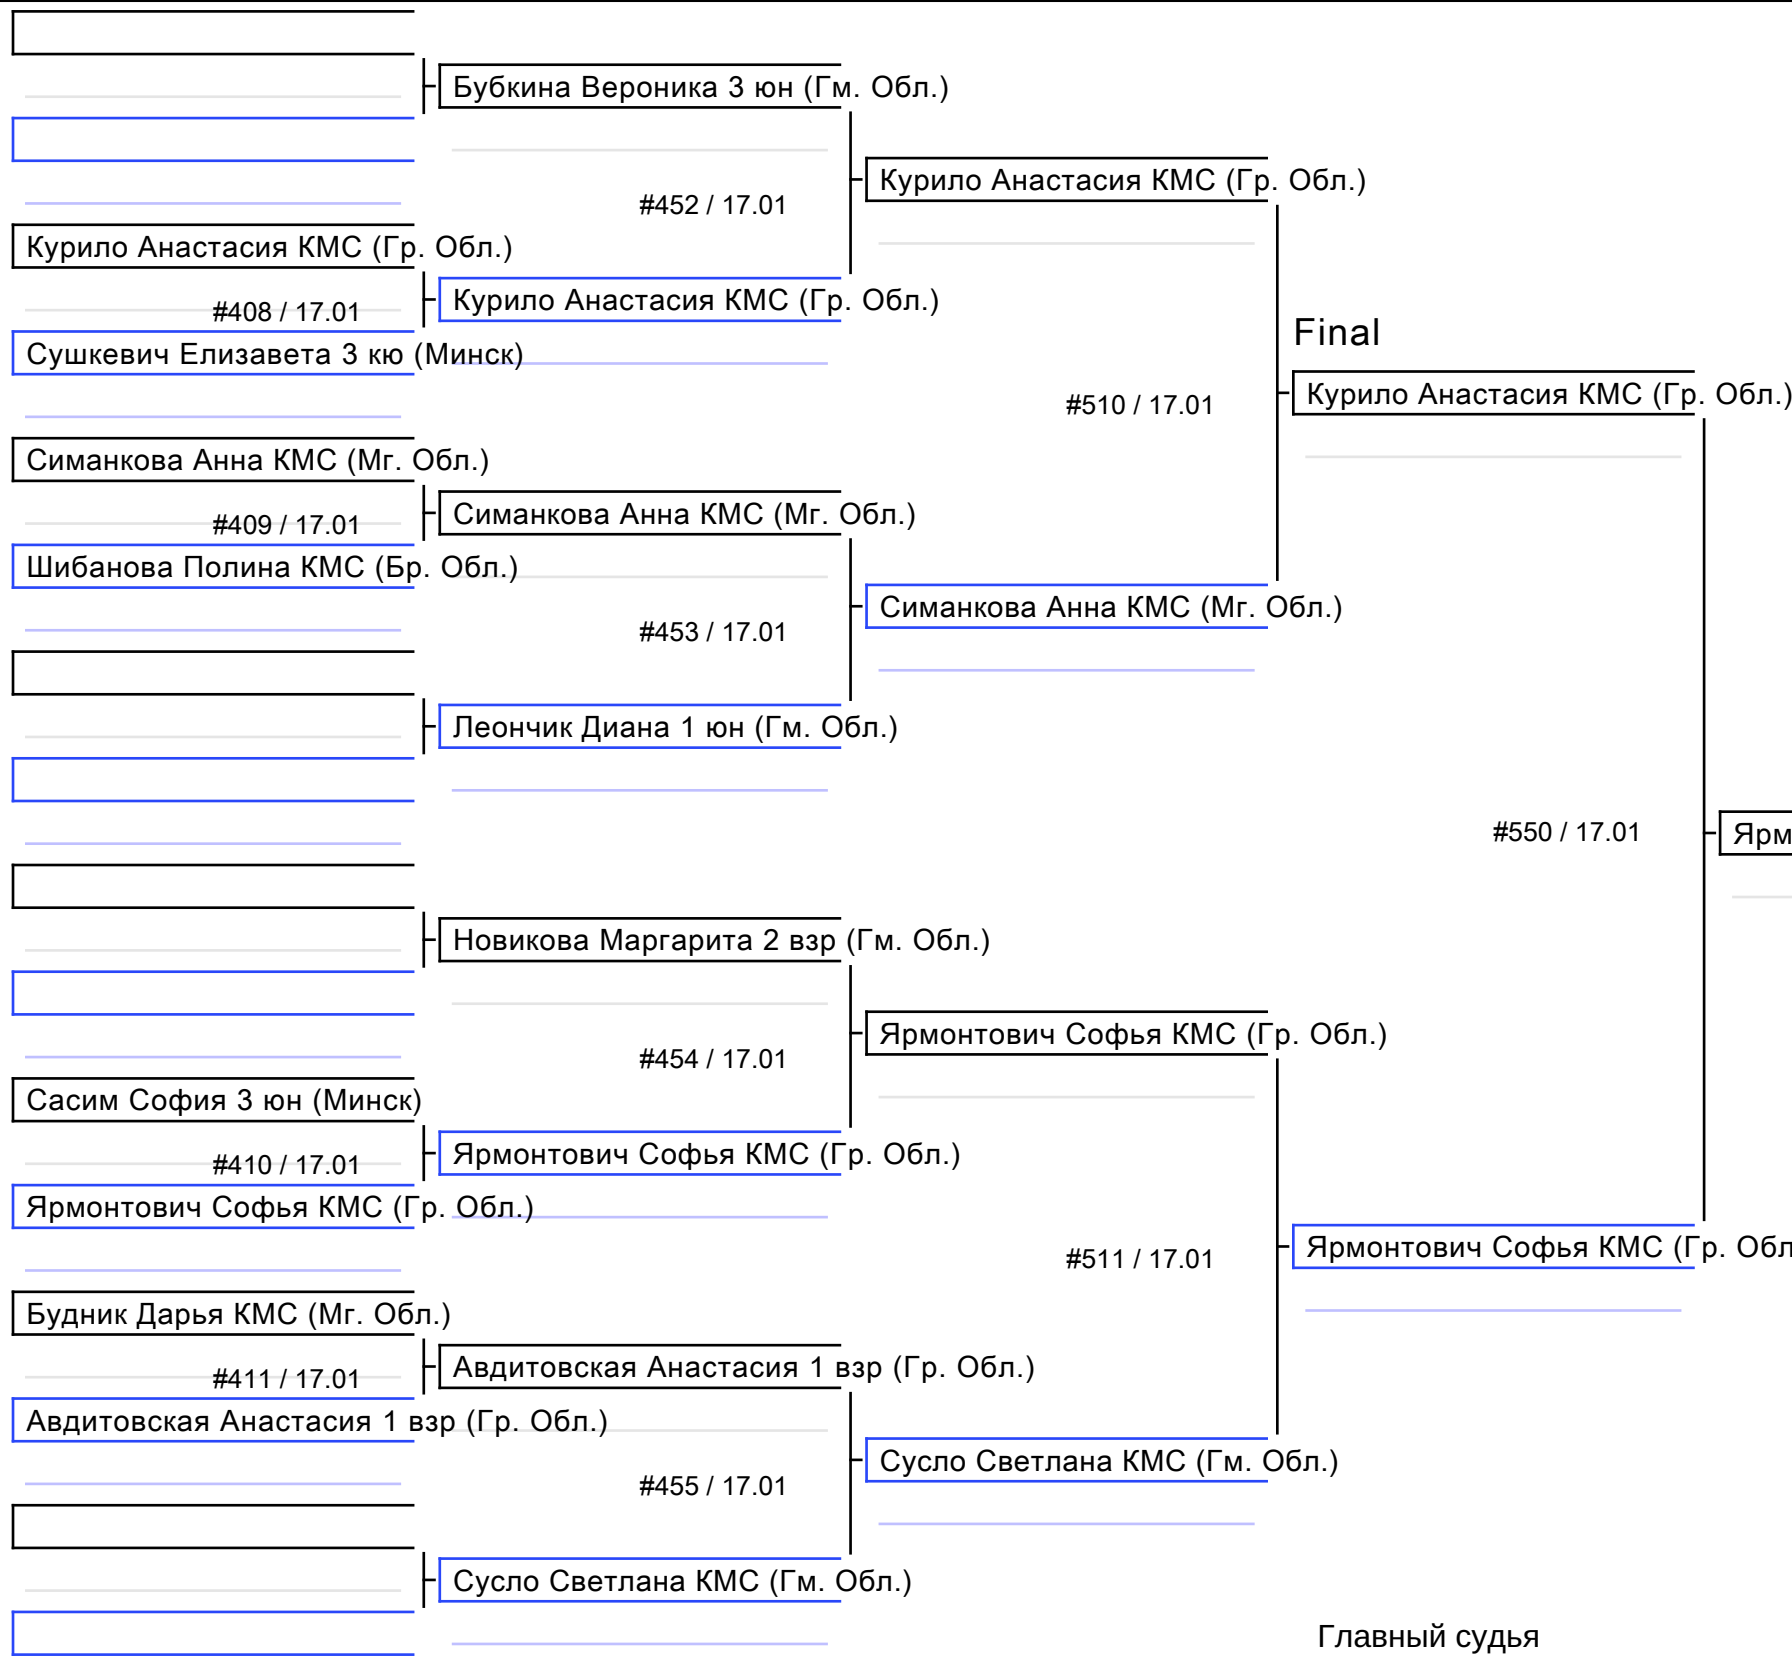 Бубкина Вероника 3 юн (Гм. Обл.)
Курило Анастасия КМС (Гр. Обл.)
#452 / 17.01
Курило Анастасия КМС (Гр. Обл.)
Курило Анастасия КМС (Гр. Обл.)
#408 / 17.01
Final
Сушкевич Елизавета 3 кю (Минск)
Курило Анастасия КМС (Гр. Обл.)
#510 / 17.01
Симанкова Анна КМС (Мг. Обл.)
Симанкова Анна КМС (Мг. Обл.)
#409 / 17.01
Шибанова Полина КМС (Бр. Обл.)
Симанкова Анна КМС (Мг. Обл.)
#453 / 17.01
Леончик Диана 1 юн (Гм. Обл.)
#550 / 17.01
Ярм
Новикова Маргарита 2 взр (Гм. Обл.)
Ярмонтович Софья КМС (Гр. Обл.)
#454 / 17.01
Сасим София 3 юн (Минск)
Ярмонтович Софья КМС (Гр. Обл.)
#410 / 17.01
Ярмонтович Софья КМС (Гр. Обл.)
Ярмонтович Софья КМС (Гр. Обл
#511 / 17.01
Будник Дарья КМС (Мг. Обл.)
Авдитовская Анастасия 1 взр (Гр. Обл.)
#411 / 17.01
Авдитовская Анастасия 1 взр (Гр. Обл.)
Сусло Светлана КМС (Гм. Обл.)
#455 / 17.01
Сусло Светлана КМС (Гм. Обл.)
Главный судья